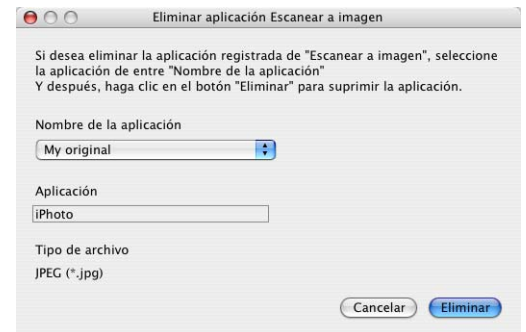 Eliminar aplicación Escanear a imagen
Si desea eliminar la aplicación registrada de "Escanear a imagen", seleccione
la aplicación de entre "Nombre de la aplicación"
Y después, haga clic en el botón "Eliminar" para suprimir la aplicación.
Nombre de la aplicación
My original
Aplicación
iPhoto
Tipo de archivo
JPEG (*.jpg)
Cancelar Eliminar